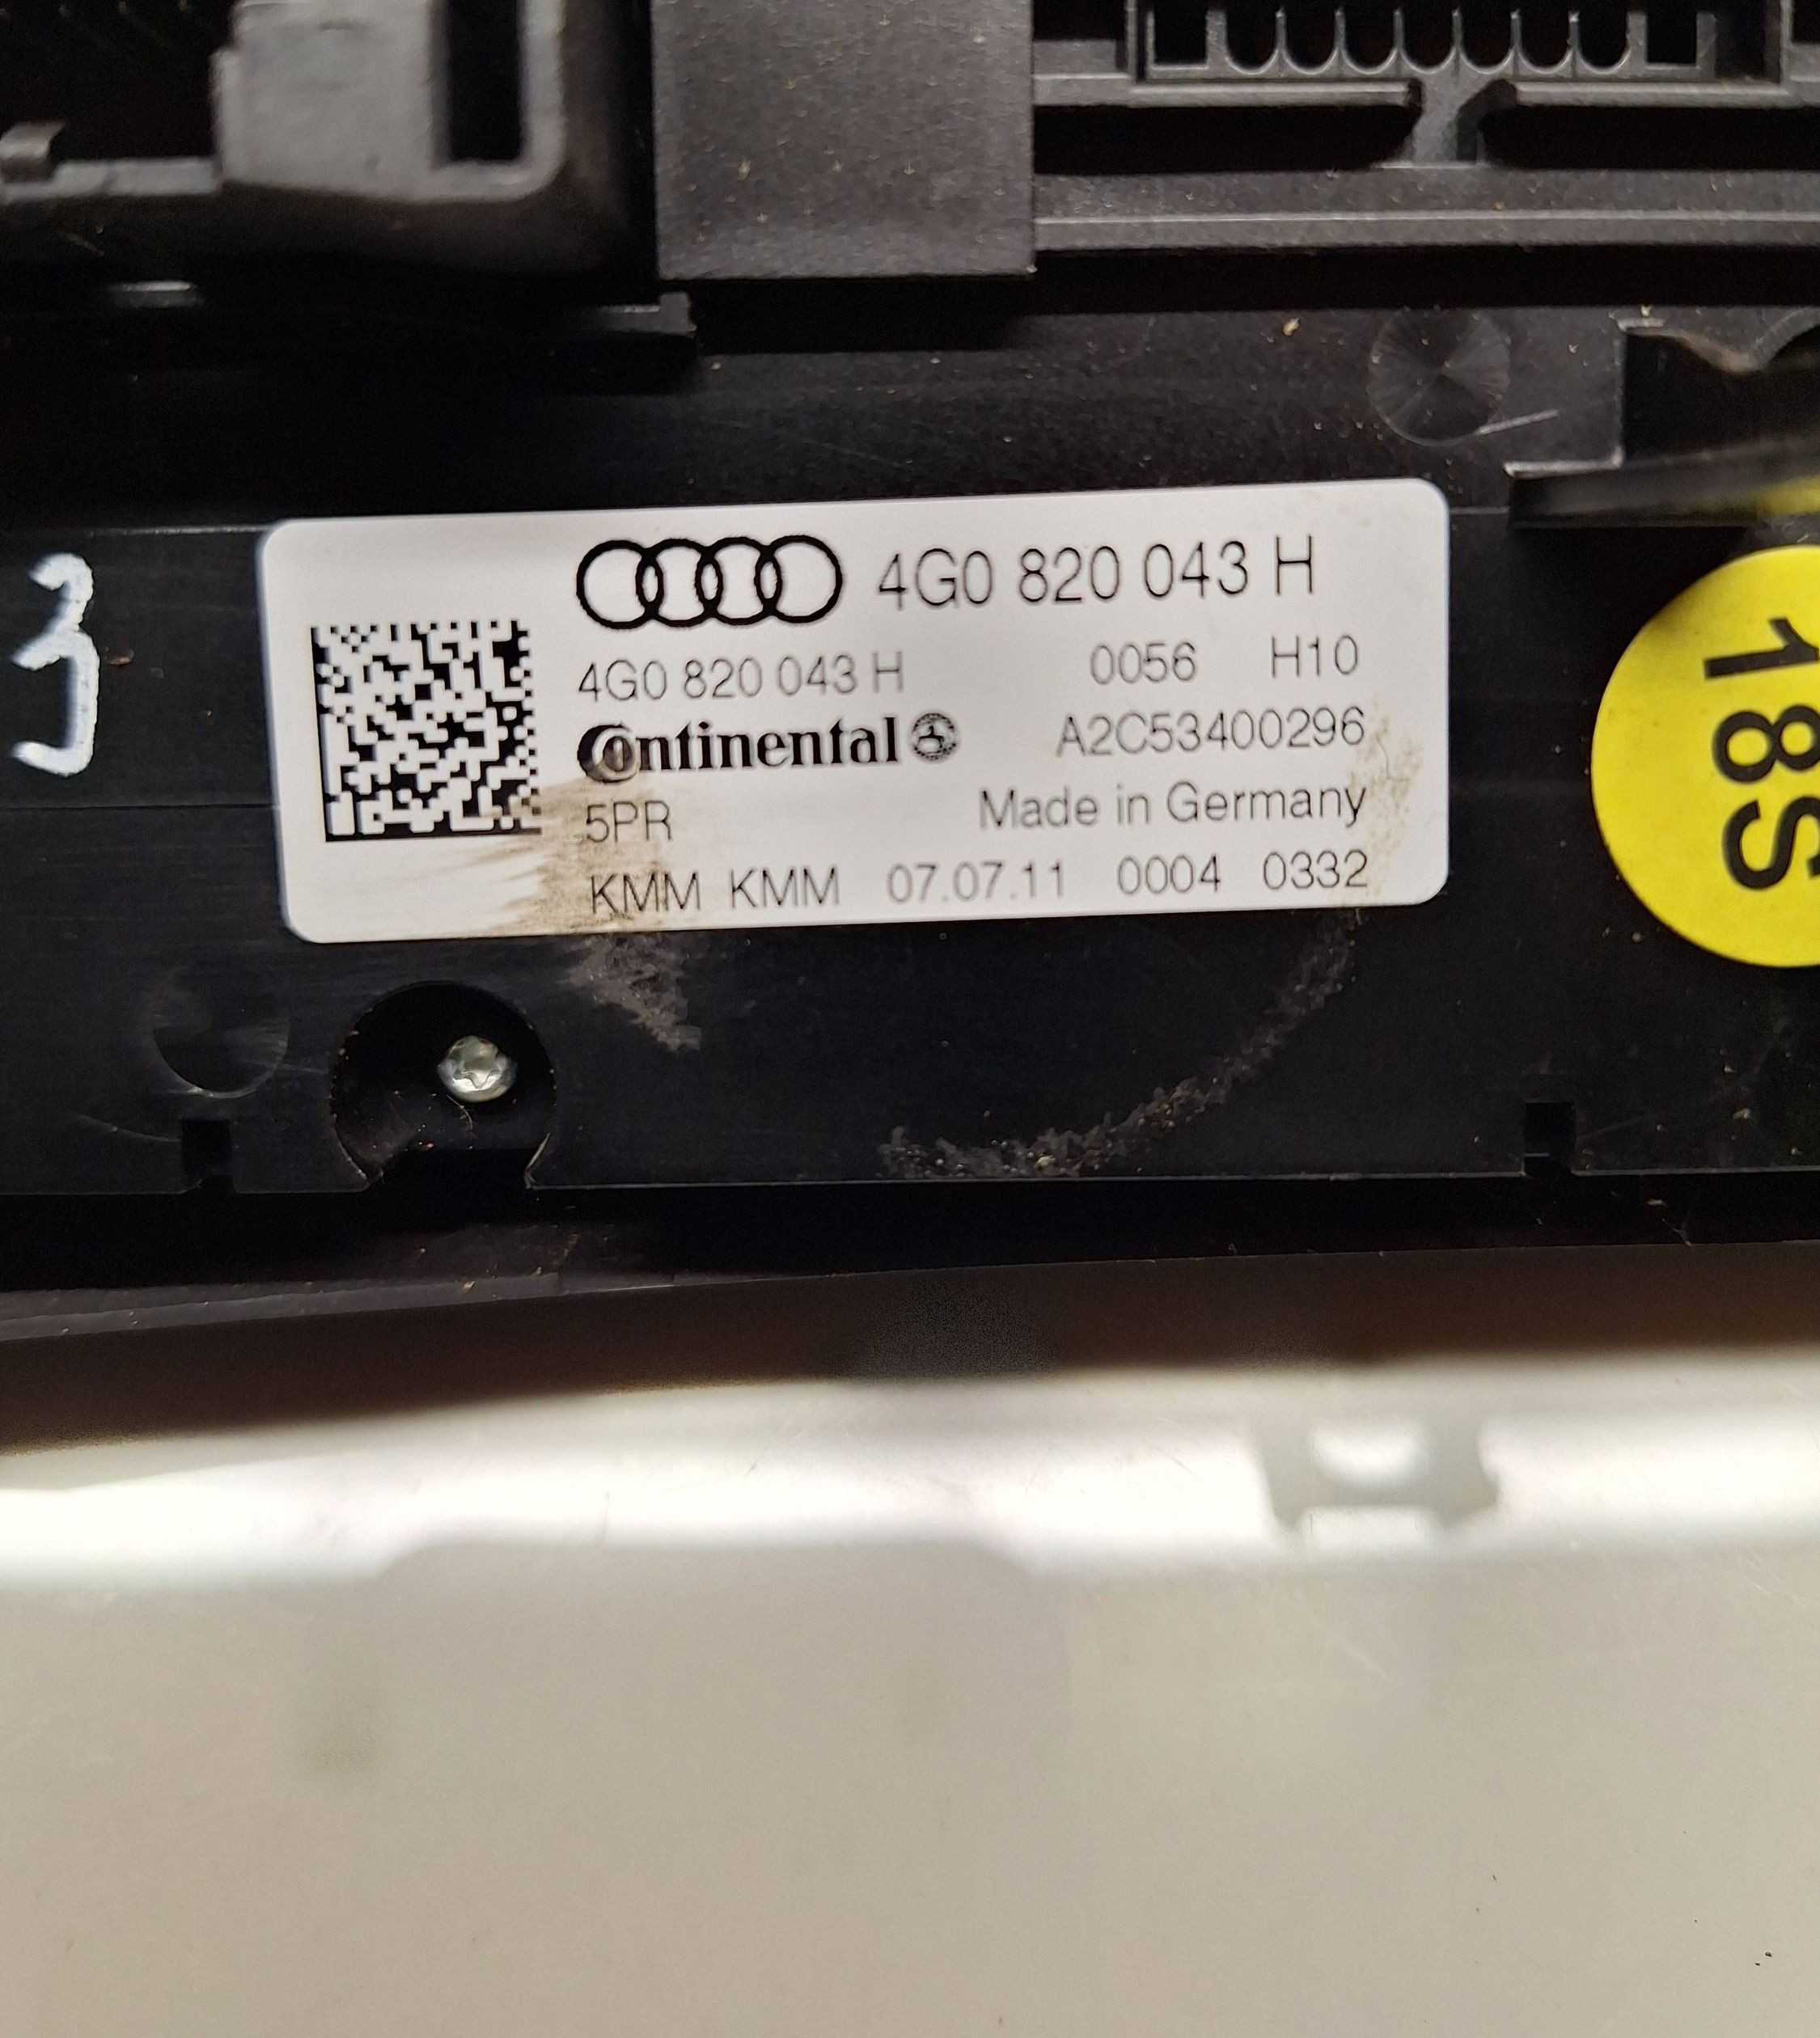 4G0 820 043 H
4G0 820 043 H 0056 H10
Continental A2C53400296
5PR Made in Germany
KMM KMM 07.07.11 0004 0332
3
18S